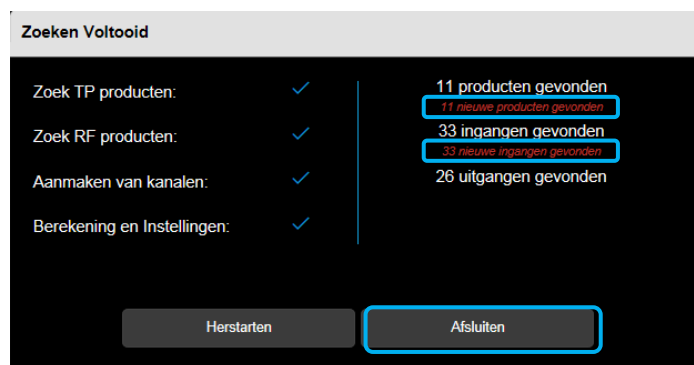 Zoeken Voltooid
Zoek TP producten:
Zoek RF producten:
Aanmaken van kanalen:
Berekening en Instellingen:
11 producten gevonden
11 nieuwe producten gevonden
33 ingangen gevonden
33 nieuwe ingangen gevonden
26 uitgangen gevonden
Herstarten
Afsluiten